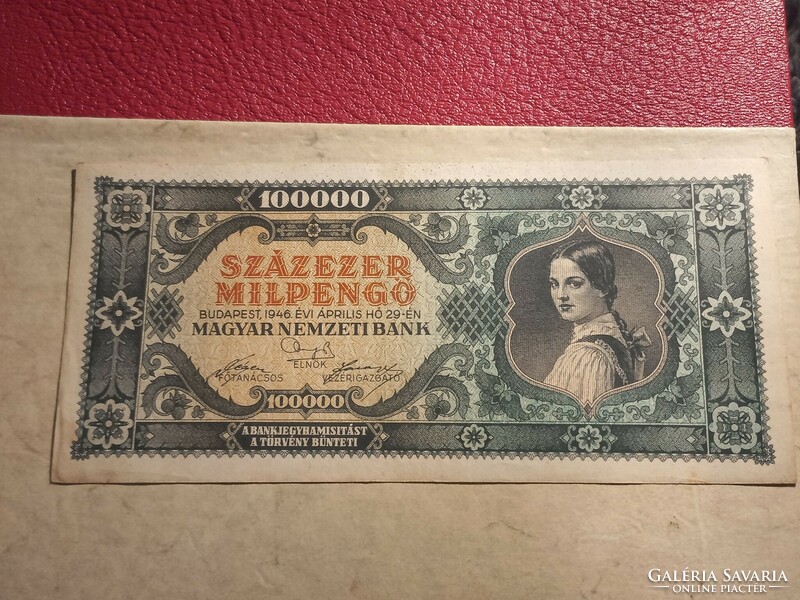 100000
SZÁZEZER
MILPENGŐ
BUDAPEST, 1946. ÉVI ÁPRILIS HÓ 29-ÉN
MAGYAR NEMZETI BANK
ELNÖK
FŐTANÁCSOS VEZÉRIGAZGATÓ
100000
A BANKJEGYHAMISITÁST
A TÖRVÉNY BÜNTETI
GALÉRIA SAVARIA
ONLINE PIACTÉR